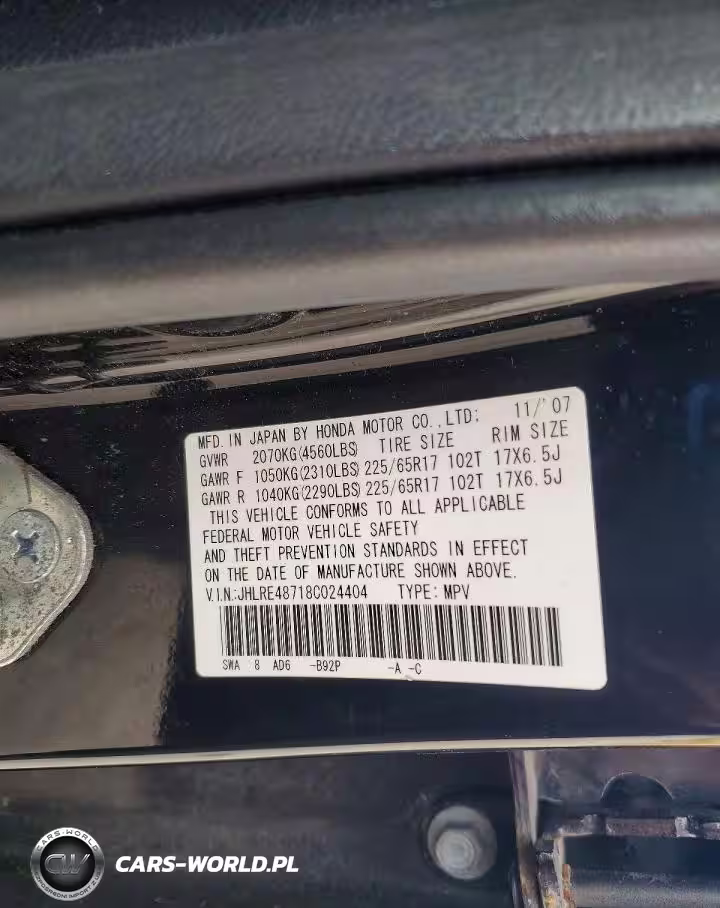 MFD. IN JAPAN BY HONDA MOTOR CO., LTD: 11/'07
GVWR 2070KG(4560LBS) TIRE SIZE RIM SIZE
GAWR F 1050KG(2310LBS) 225/65R17 102T 17X6.5J
GAWR R 1040KG(2290LBS) 225/65R17 102T 17X6.5J
THIS VEHICLE CONFORMS TO ALL APPLICABLE
FEDERAL MOTOR VEHICLE SAFETY
AND THEFT PREVENTION STANDARDS IN EFFECT
ON THE DATE OF MANUFACTURE SHOWN ABOVE.
V.I.N:JHLRE48718C024404 TYPE: MPV
SWA 8 AD6 -B92P -A -C
CARS-WORLD
CW
CARS-WORLD.PL